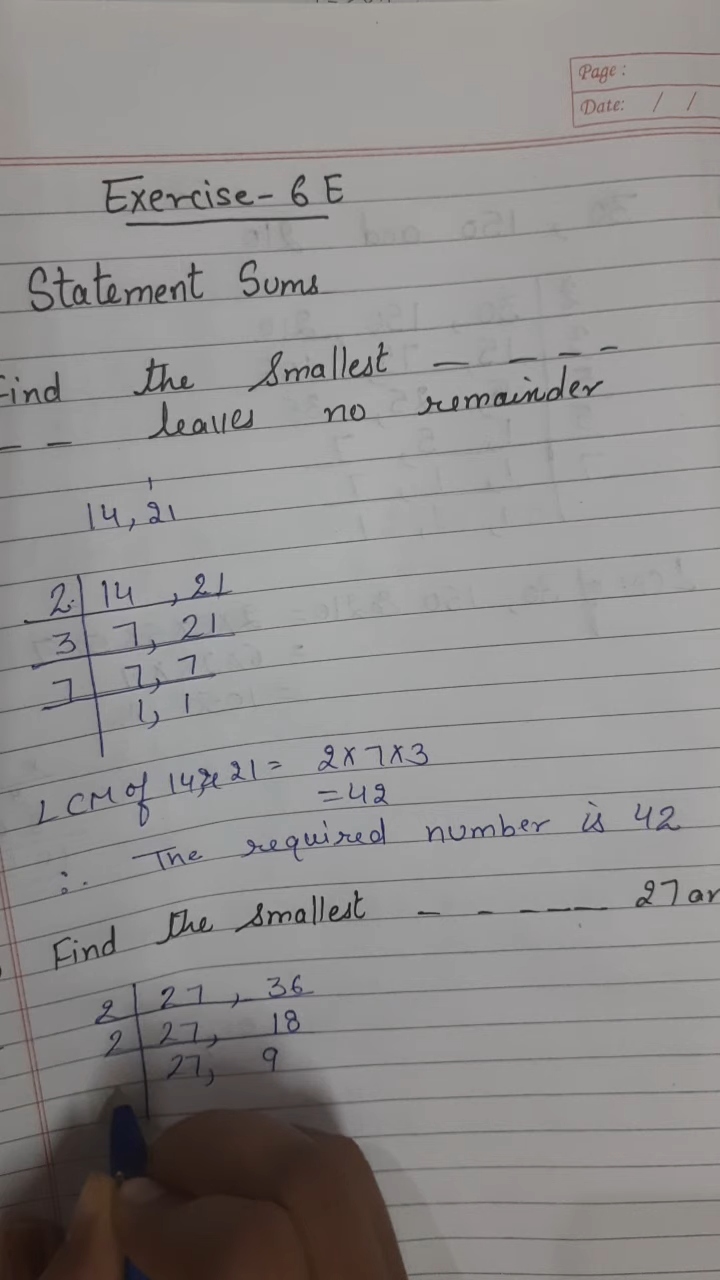 Page:
Date: / /
Exercise- 6 E
Statement Sums
Find the smallest _ _ _ _
_ _ leaves no remainder
14, 21
2 14 , 21
3 7, 21
7 7, 7
1, 1
LCM of 14 & 21 = 2×7×3
=42
∴ The required number is 42
Find the smallest _ _ _ _ 27 an
2 27 , 36
2 27, 18
27, 9